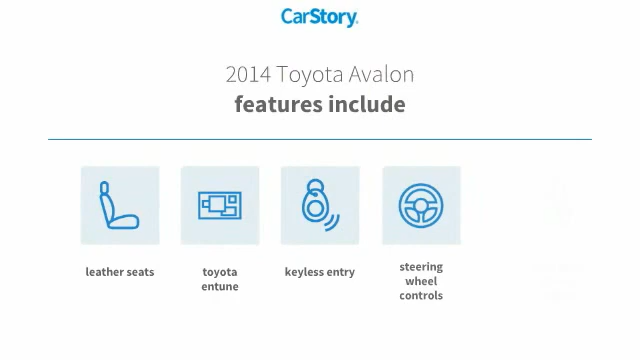 CarStory
2014 Toyota Avalon
features include
leather seats
toyota
entune
keyless entry
steering
wheel
controls